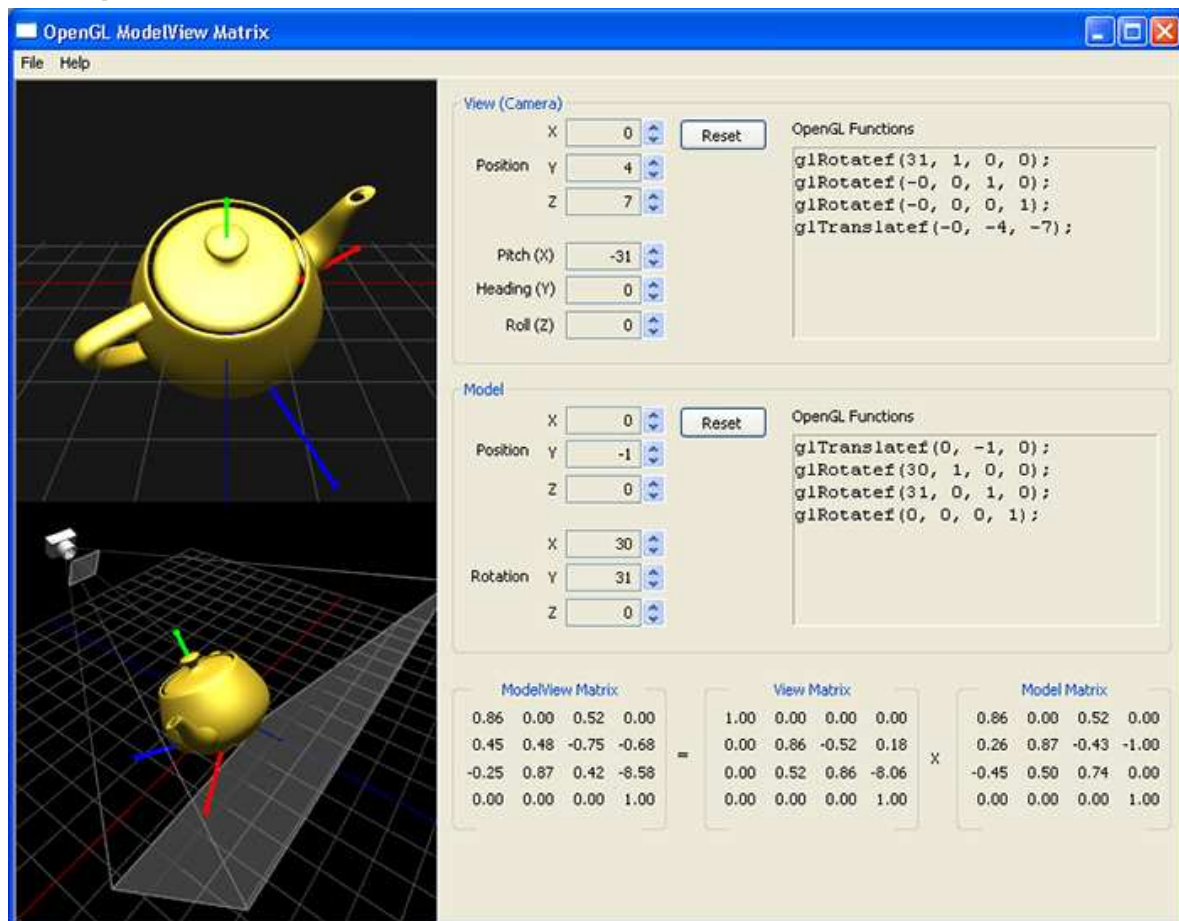 OpenGL ModelView Matrix
File Help
View (Camera)
X 0 Reset
Position Y 4
Z 7
Pitch (X) -31
Heading (Y) 0
Roll (Z) 0
OpenGL Functions
glRotatef(31, 1, 0, 0);
glRotatef(-0, 0, 1, 0);
glRotatef(-0, 0, 0, 1);
glTranslatef(-0, -4, -7);
Model
X 0 Reset
Position Y -1
Z 0
X 30
Rotation Y 31
Z 0
OpenGL Functions
glTranslatef(0, -1, 0);
glRotatef(30, 1, 0, 0);
glRotatef(31, 0, 1, 0);
glRotatef(0, 0, 0, 1);
ModelView Matrix
0.86 0.00 0.52 0.00
0.45 0.48 -0.75 -0.68
-0.25 0.87 0.42 -8.58
0.00 0.00 0.00 1.00
=
View Matrix
1.00 0.00 0.00 0.00
0.00 0.86 -0.52 0.18
0.00 0.52 0.86 -8.06
0.00 0.00 0.00 1.00
x
Model Matrix
0.86 0.00 0.52 0.00
0.26 0.87 -0.43 -1.00
-0.45 0.50 0.74 0.00
0.00 0.00 0.00 1.00